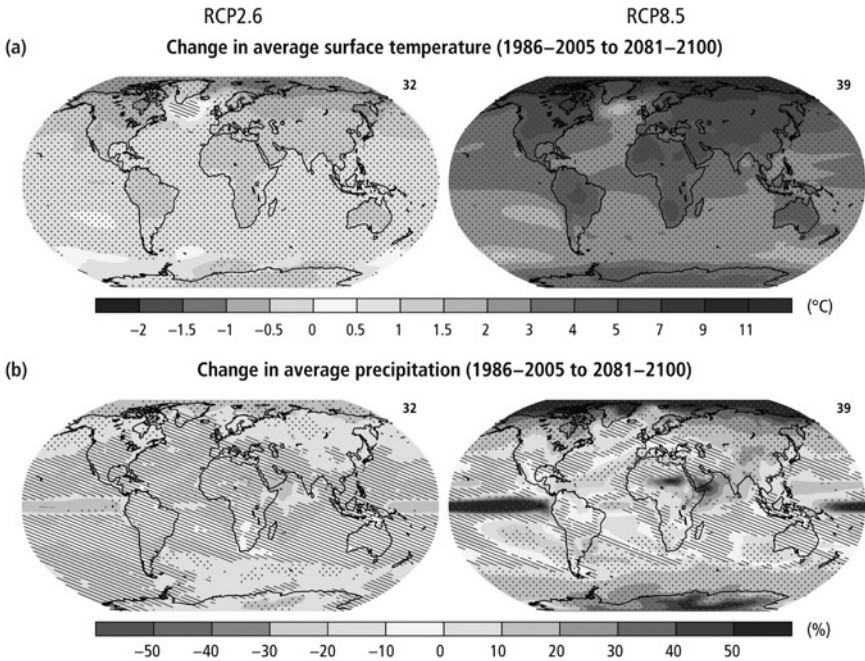 RCP2.6 RCP8.5
(a) Change in average surface temperature (1986–2005 to 2081–2100)
32 39
(°C)
−2 −1.5 −1 −0.5 0 0.5 1 1.5 2 3 4 5 7 9 11
(b) Change in average precipitation (1986–2005 to 2081–2100)
32 39
(%)
−50 −40 −30 −20 −10 0 10 20 30 40 50